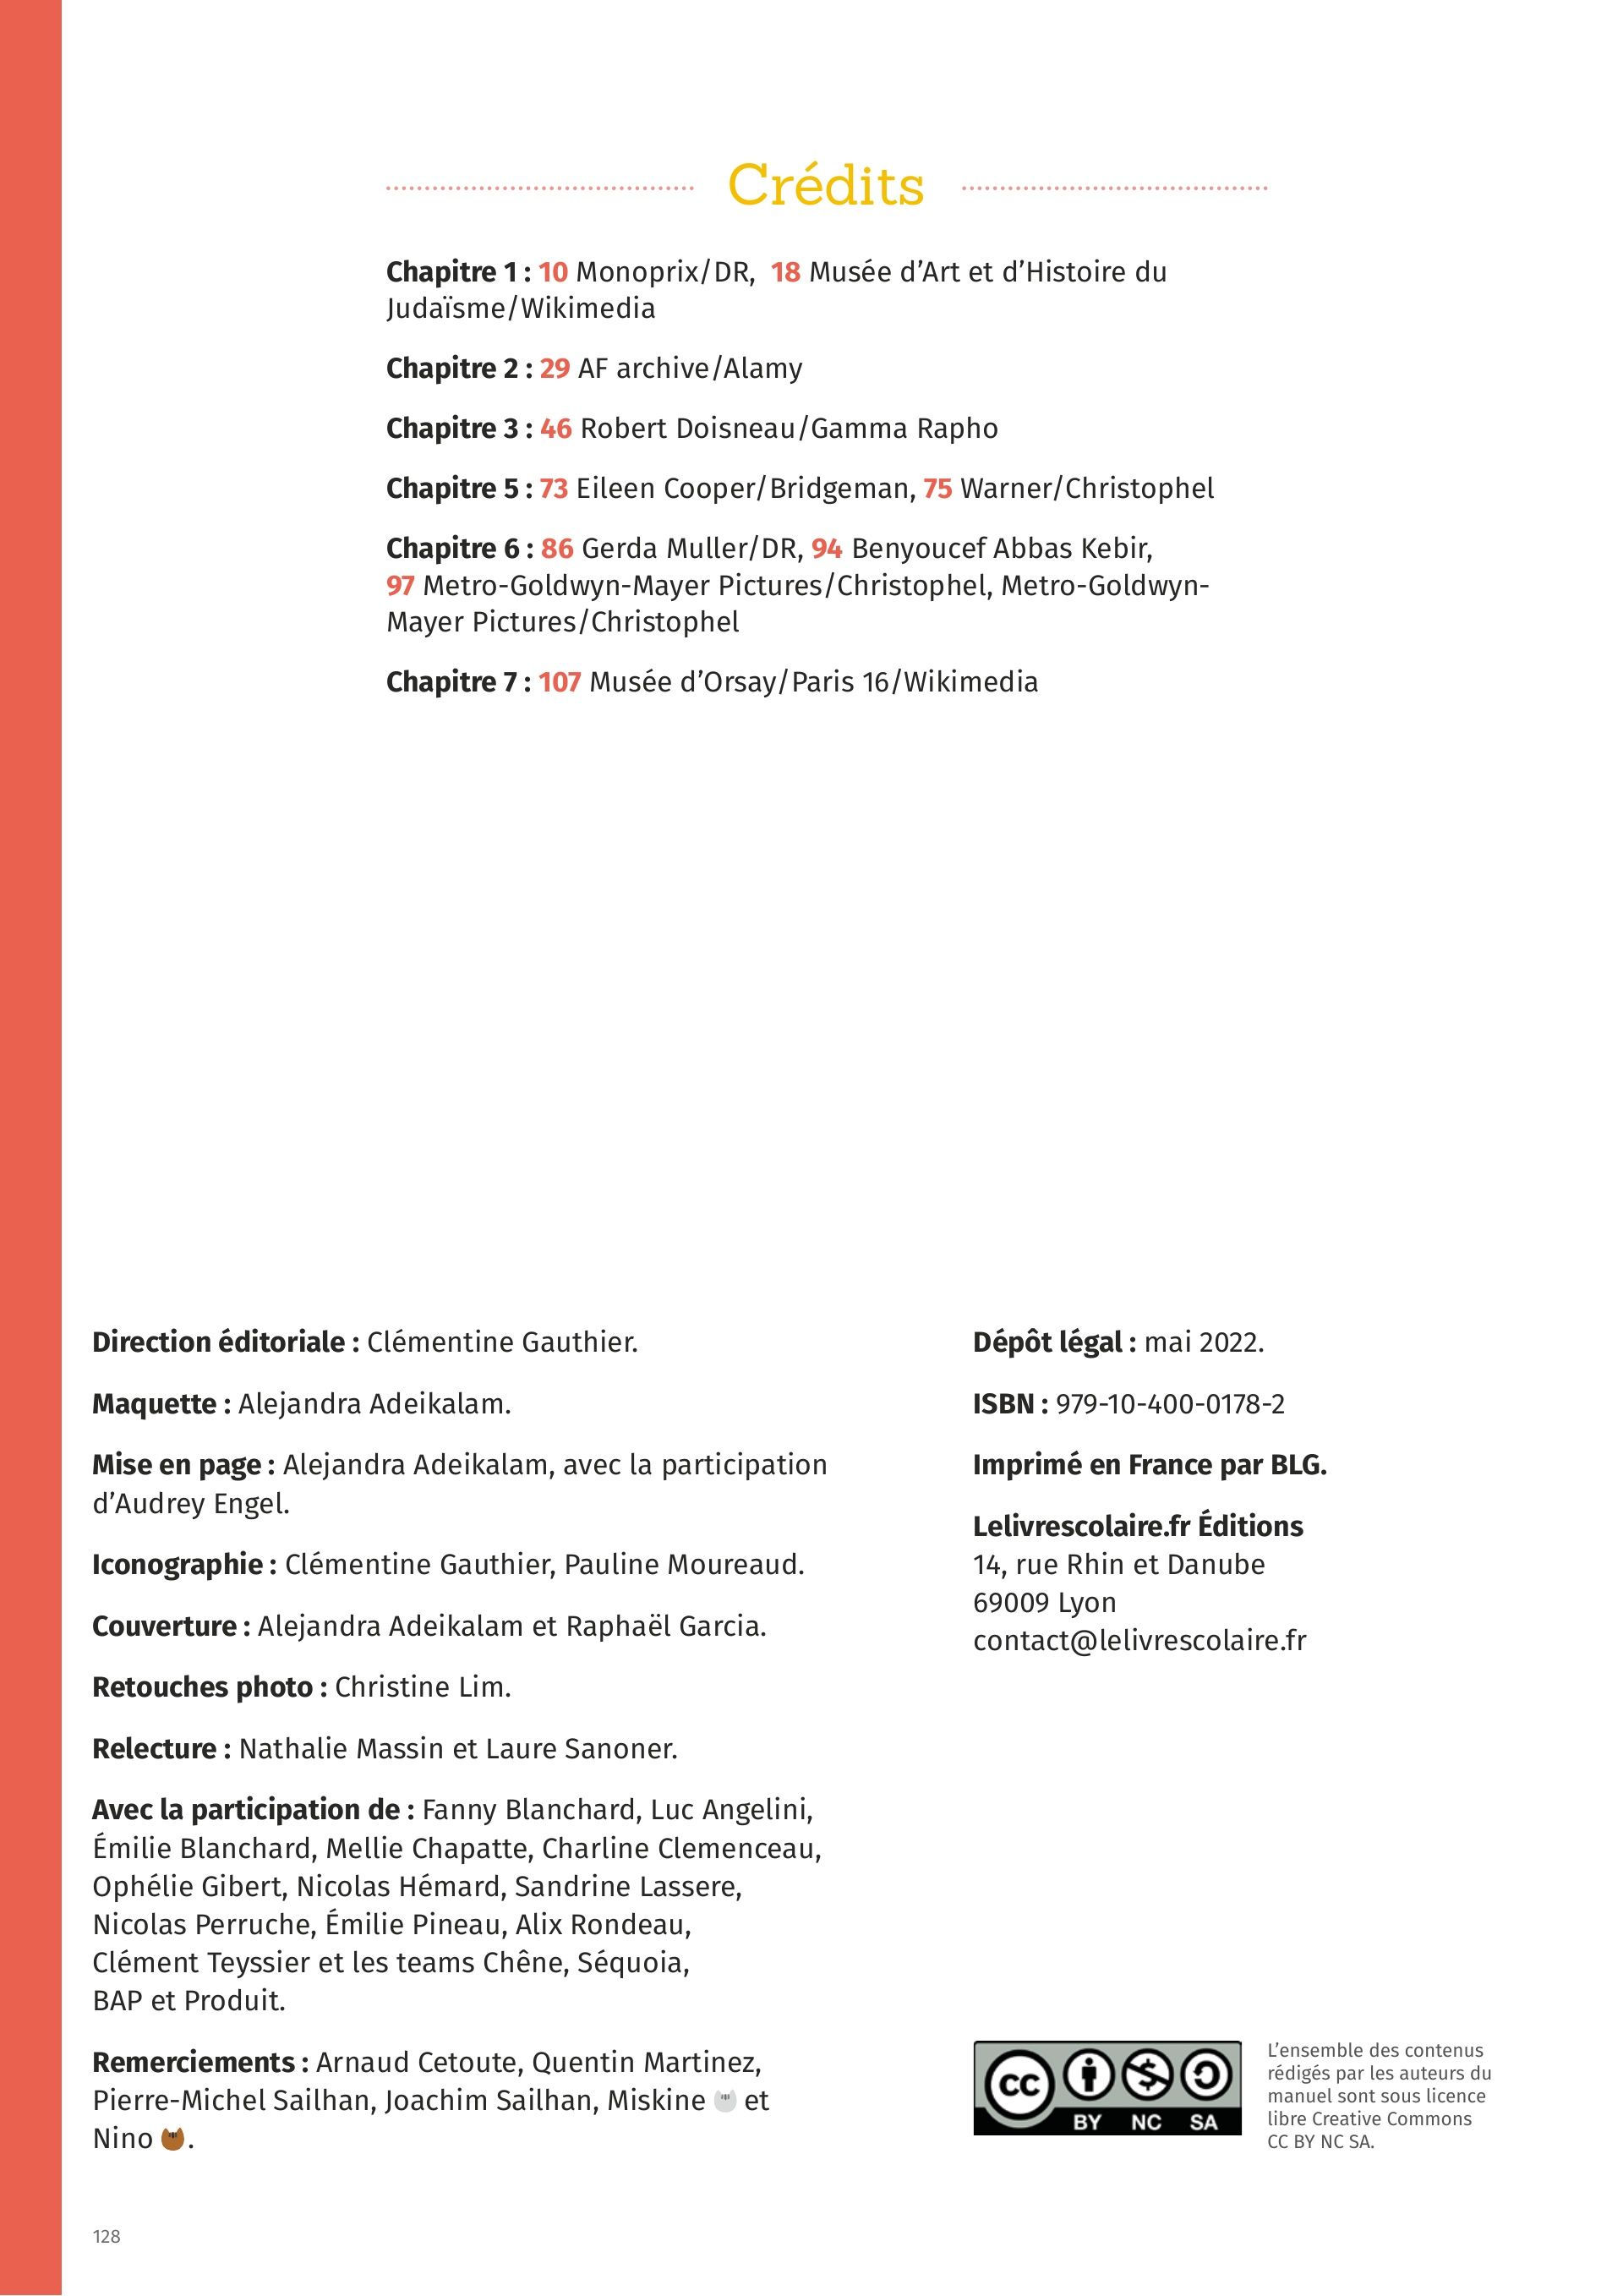 Crédits
Chapitre 1 : 10 Monoprix/DR, 18 Musée d’Art et d’Histoire du
Judaïsme/Wikimedia
Chapitre 2 : 29 AF archive/Alamy
Chapitre 3 : 46 Robert Doisneau/Gamma Rapho
Chapitre 5 : 73 Eileen Cooper/Bridgeman, 75 Warner/Christophel
Chapitre 6 : 86 Gerda Muller/DR, 94 Benyoucef Abbas Kebir,
97 Metro-Goldwyn-Mayer Pictures/Christophel, Metro-Goldwyn-
Mayer Pictures/Christophel
Chapitre 7 : 107 Musée d’Orsay/Paris 16/Wikimedia
Direction éditoriale : Clémentine Gauthier.
Maquette : Alejandra Adeikalam.
Mise en page : Alejandra Adeikalam, avec la participation
d’Audrey Engel.
Iconographie : Clémentine Gauthier, Pauline Moureaud.
Couverture : Alejandra Adeikalam et Raphaël Garcia.
Retouches photo : Christine Lim.
Relecture : Nathalie Massin et Laure Sanoner.
Avec la participation de : Fanny Blanchard, Luc Angelini,
Émilie Blanchard, Mellie Chapatte, Charline Clemenceau,
Ophélie Gibert, Nicolas Hémard, Sandrine Lassere,
Nicolas Perruche, Émilie Pineau, Alix Rondeau,
Clément Teyssier et les teams Chêne, Séquoia,
BAP et Produit.
Remerciements : Arnaud Cetoute, Quentin Martinez,
Pierre-Michel Sailhan, Joachim Sailhan, Miskine et
Nino .
Dépôt légal : mai 2022.
ISBN : 979-10-400-0178-2
Imprimé en France par BLG.
Lelivrescolaire.fr Éditions
14, rue Rhin et Danube
69009 Lyon
contact@lelivrescolaire.fr
cc
BY NC SA
L’ensemble des contenus
rédigés par les auteurs du
manuel sont sous licence
libre Creative Commons
CC BY NC SA.
128